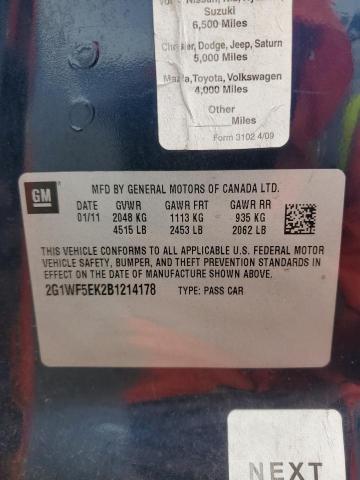 Suzuki
6,500 Miles
Chrysler, Dodge, Jeep, Saturn
5,000 Miles
Mazda, Toyota, Volkswagen
4,000 Miles
Other
Miles
Form 3102 4/09
GM
MFD BY GENERAL MOTORS OF CANADA LTD.
DATE GVWR GAWR FRT GAWR RR
01/11 2048 KG 1113 KG 935 KG
4515 LB 2453 LB 2062 LB
THIS VEHICLE CONFORMS TO ALL APPLICABLE U.S. FEDERAL MOTOR
VEHICLE SAFETY, BUMPER, AND THEFT PREVENTION STANDARDS
IN EFFECT ON THE DATE OF MANUFACTURE SHOWN ABOVE.
2G1WF5EK2B1214178 TYPE: PASS CAR
NEXT